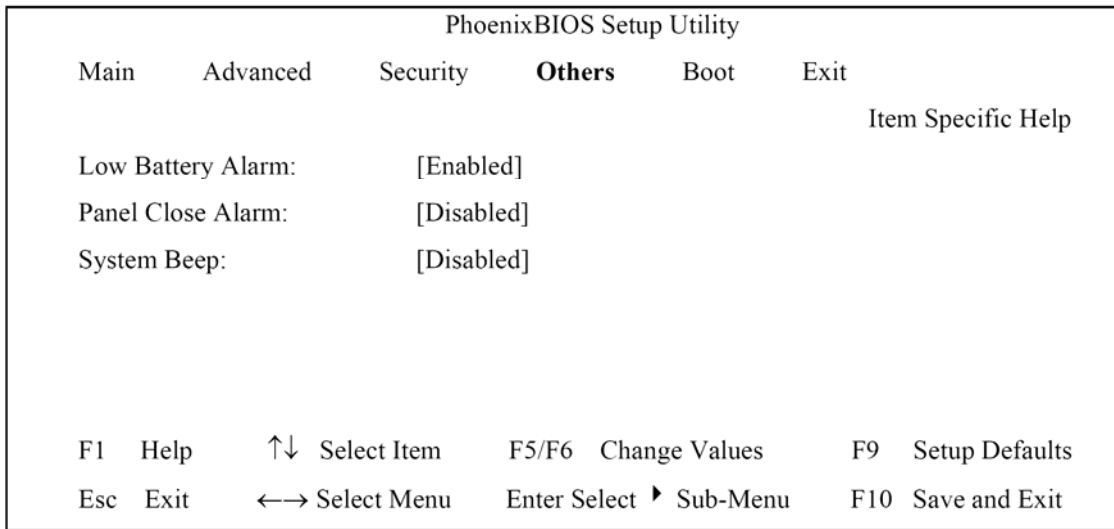 PhoenixBIOS Setup Utility
Main Advanced Security Others Boot Exit
Item Specific Help
Low Battery Alarm: [Enabled]
Panel Close Alarm: [Disabled]
System Beep: [Disabled]
F1 Help ↑↓ Select Item F5/F6 Change Values F9 Setup Defaults
Esc Exit ←→ Select Menu Enter Select ▶ Sub-Menu F10 Save and Exit